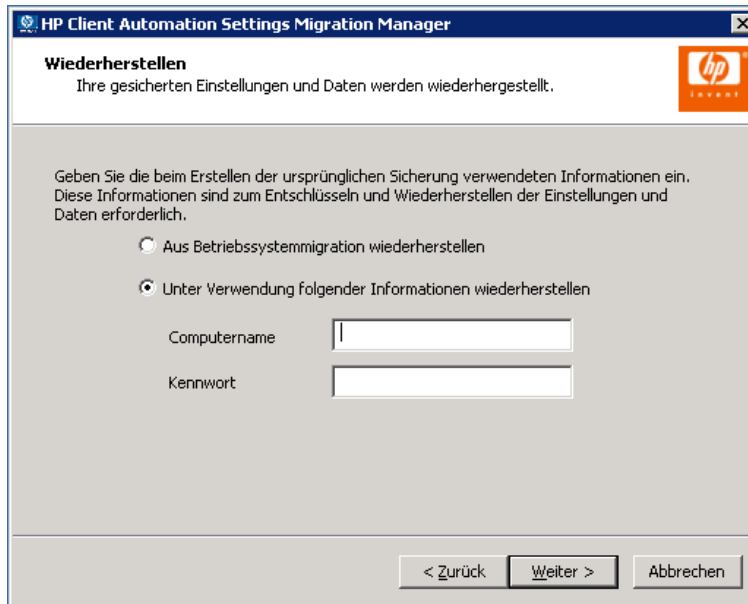 HP Client Automation Settings Migration Manager
Wiederherstellen
Ihre gesicherten Einstellungen und Daten werden wiederhergestellt.
hp
invent
Geben Sie die beim Erstellen der ursprünglichen Sicherung verwendeten Informationen ein.
Diese Informationen sind zum Entschlüsseln und Wiederherstellen der Einstellungen und
Daten erforderlich.
Aus Betriebssystemmigration wiederherstellen
Unter Verwendung folgender Informationen wiederherstellen
Computername
Kennwort
< Zurück
Weiter >
Abbrechen